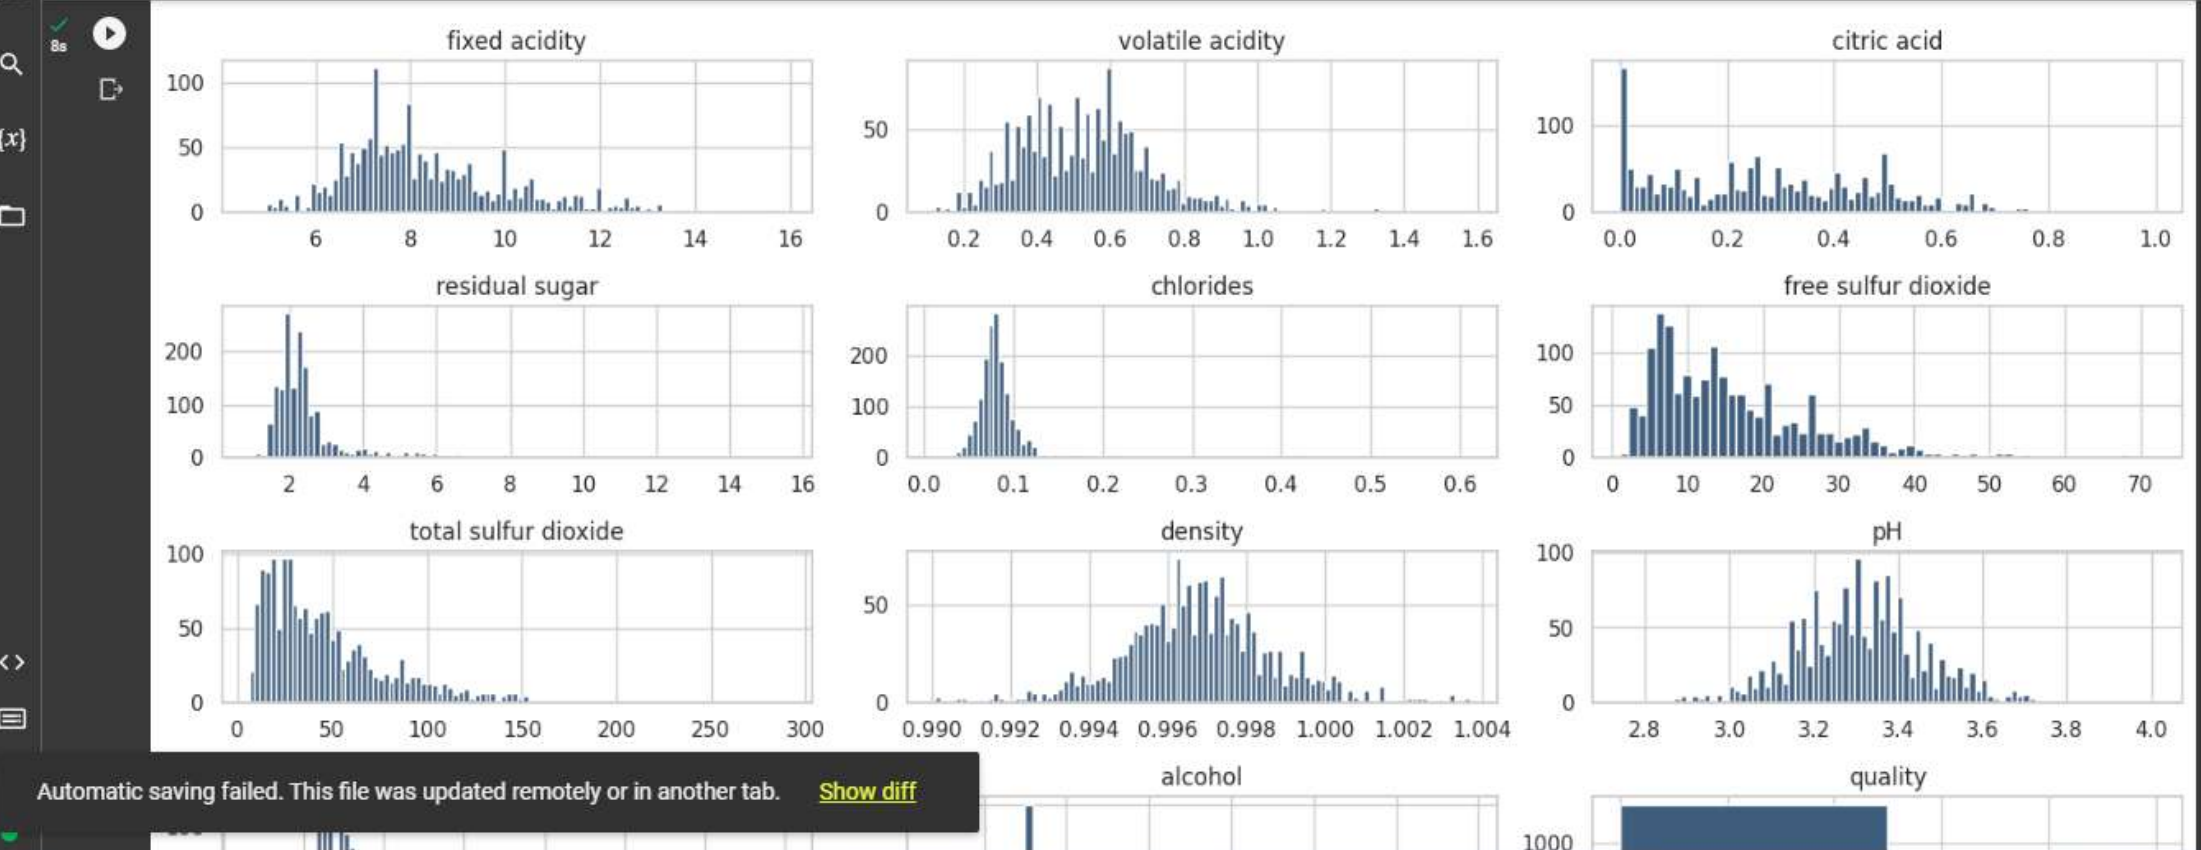 8s
{x}
<>
fixed acidity
100
50
0
6 8 10 12 14 16
volatile acidity
50
0
0.2 0.4 0.6 0.8 1.0 1.2 1.4 1.6
citric acid
100
0
0.0 0.2 0.4 0.6 0.8 1.0
residual sugar
200
100
0
2 4 6 8 10 12 14 16
chlorides
200
100
0
0.0 0.1 0.2 0.3 0.4 0.5 0.6
free sulfur dioxide
100
50
0
0 10 20 30 40 50 60 70
total sulfur dioxide
100
50
0
0 50 100 150 200 250 300
density
50
0
0.990 0.992 0.994 0.996 0.998 1.000 1.002 1.004
pH
100
50
0
2.8 3.0 3.2 3.4 3.6 3.8 4.0
Automatic saving failed. This file was updated remotely or in another tab. Show diff
alcohol
quality
1000